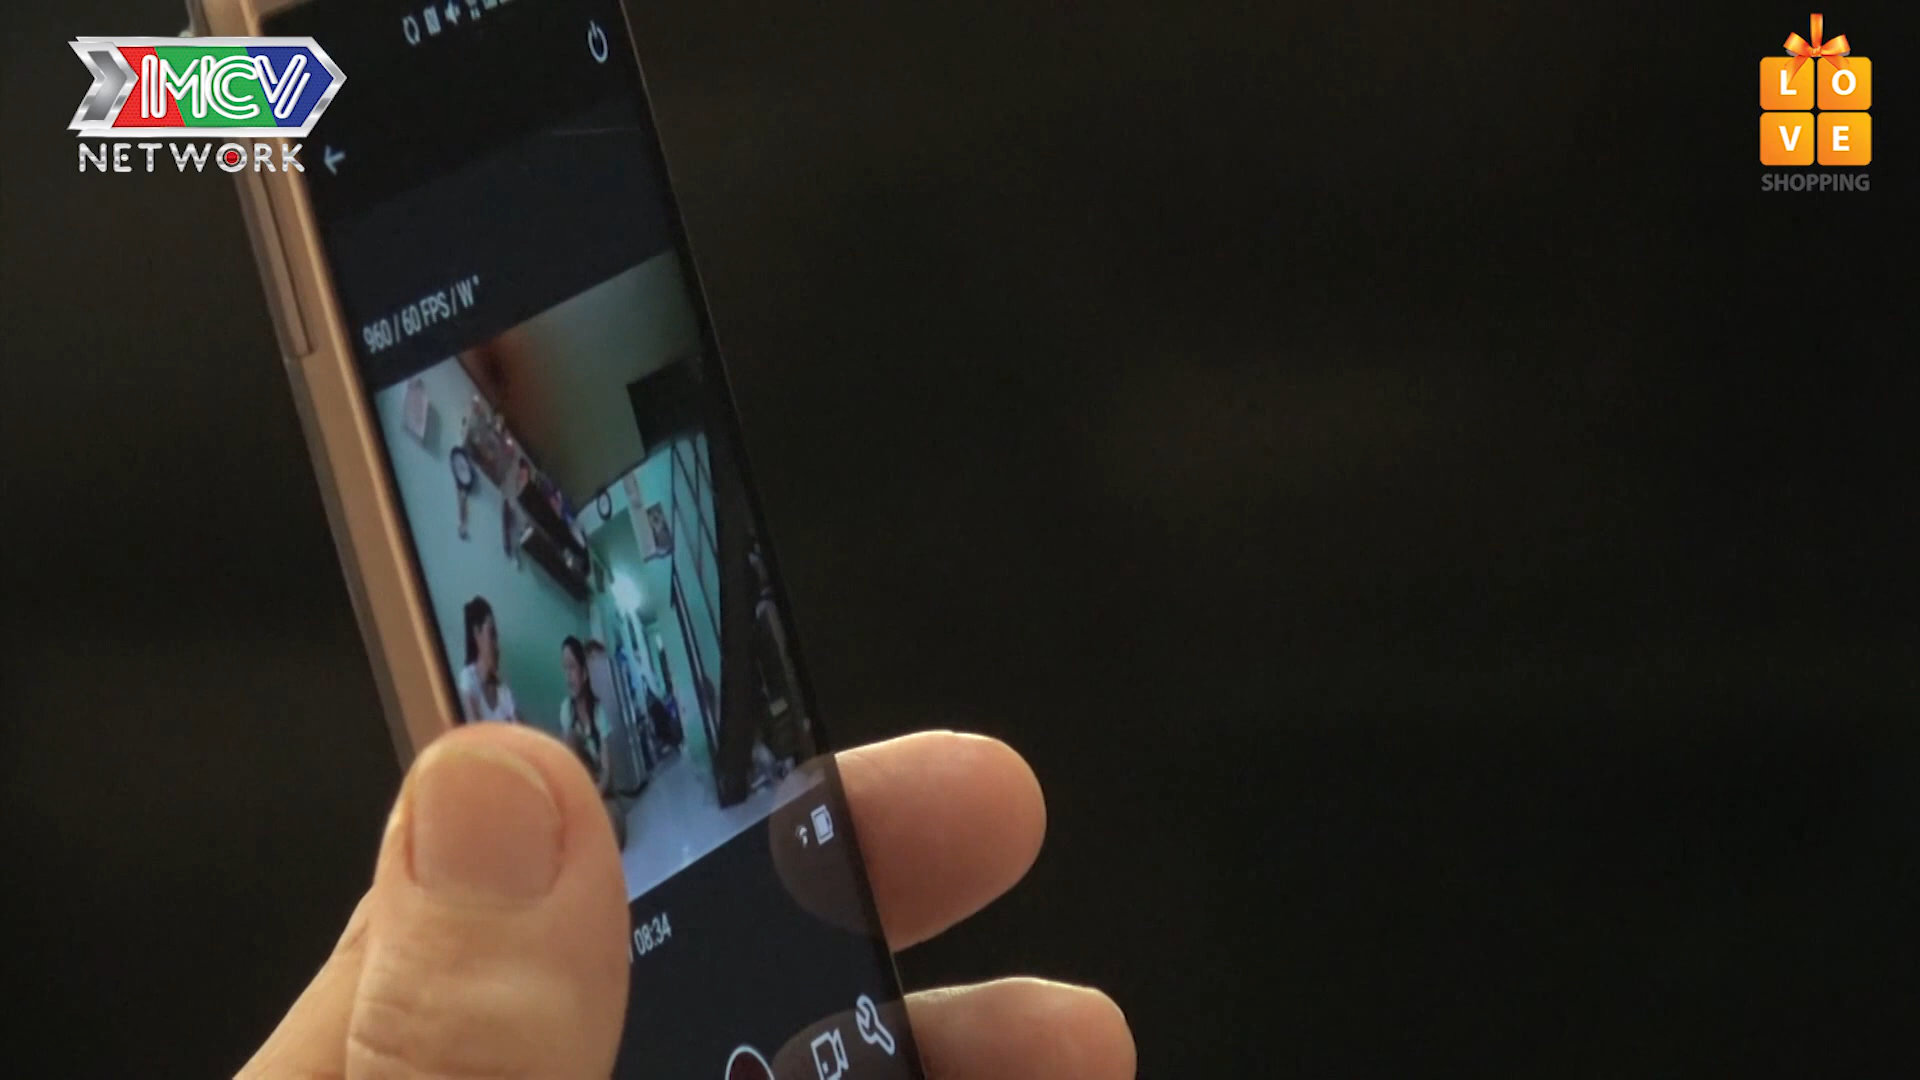 MCV
NETWORK
L O
V E
SHOPPING
960 / 60 FPS / W°
08:34